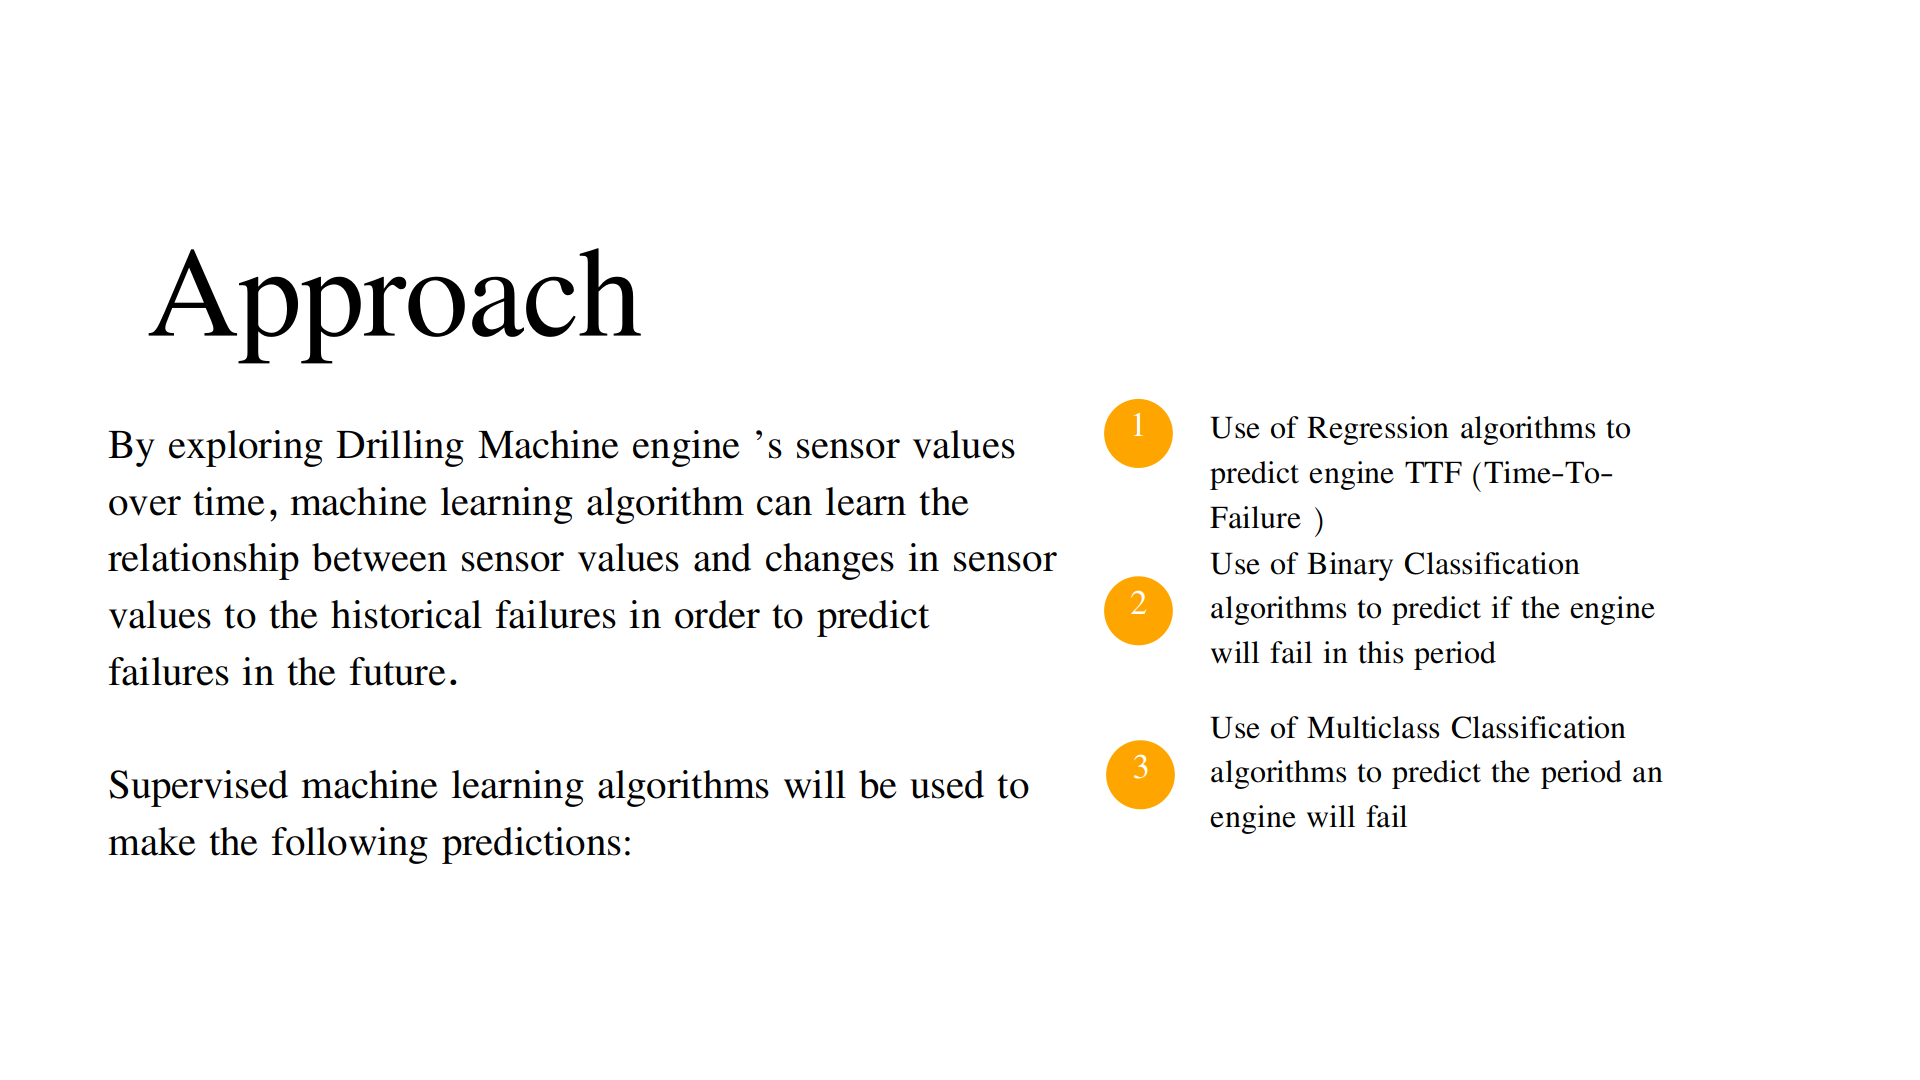 Approach
By exploring Drilling Machine engine ’s sensor values
over time, machine learning algorithm can learn the
relationship between sensor values and changes in sensor
values to the historical failures in order to predict
failures in the future.
Supervised machine learning algorithms will be used to
make the following predictions:
1
Use of Regression algorithms to
predict engine TTF (Time-To-
Failure )
2
Use of Binary Classification
algorithms to predict if the engine
will fail in this period
3
Use of Multiclass Classification
algorithms to predict the period an
engine will fail